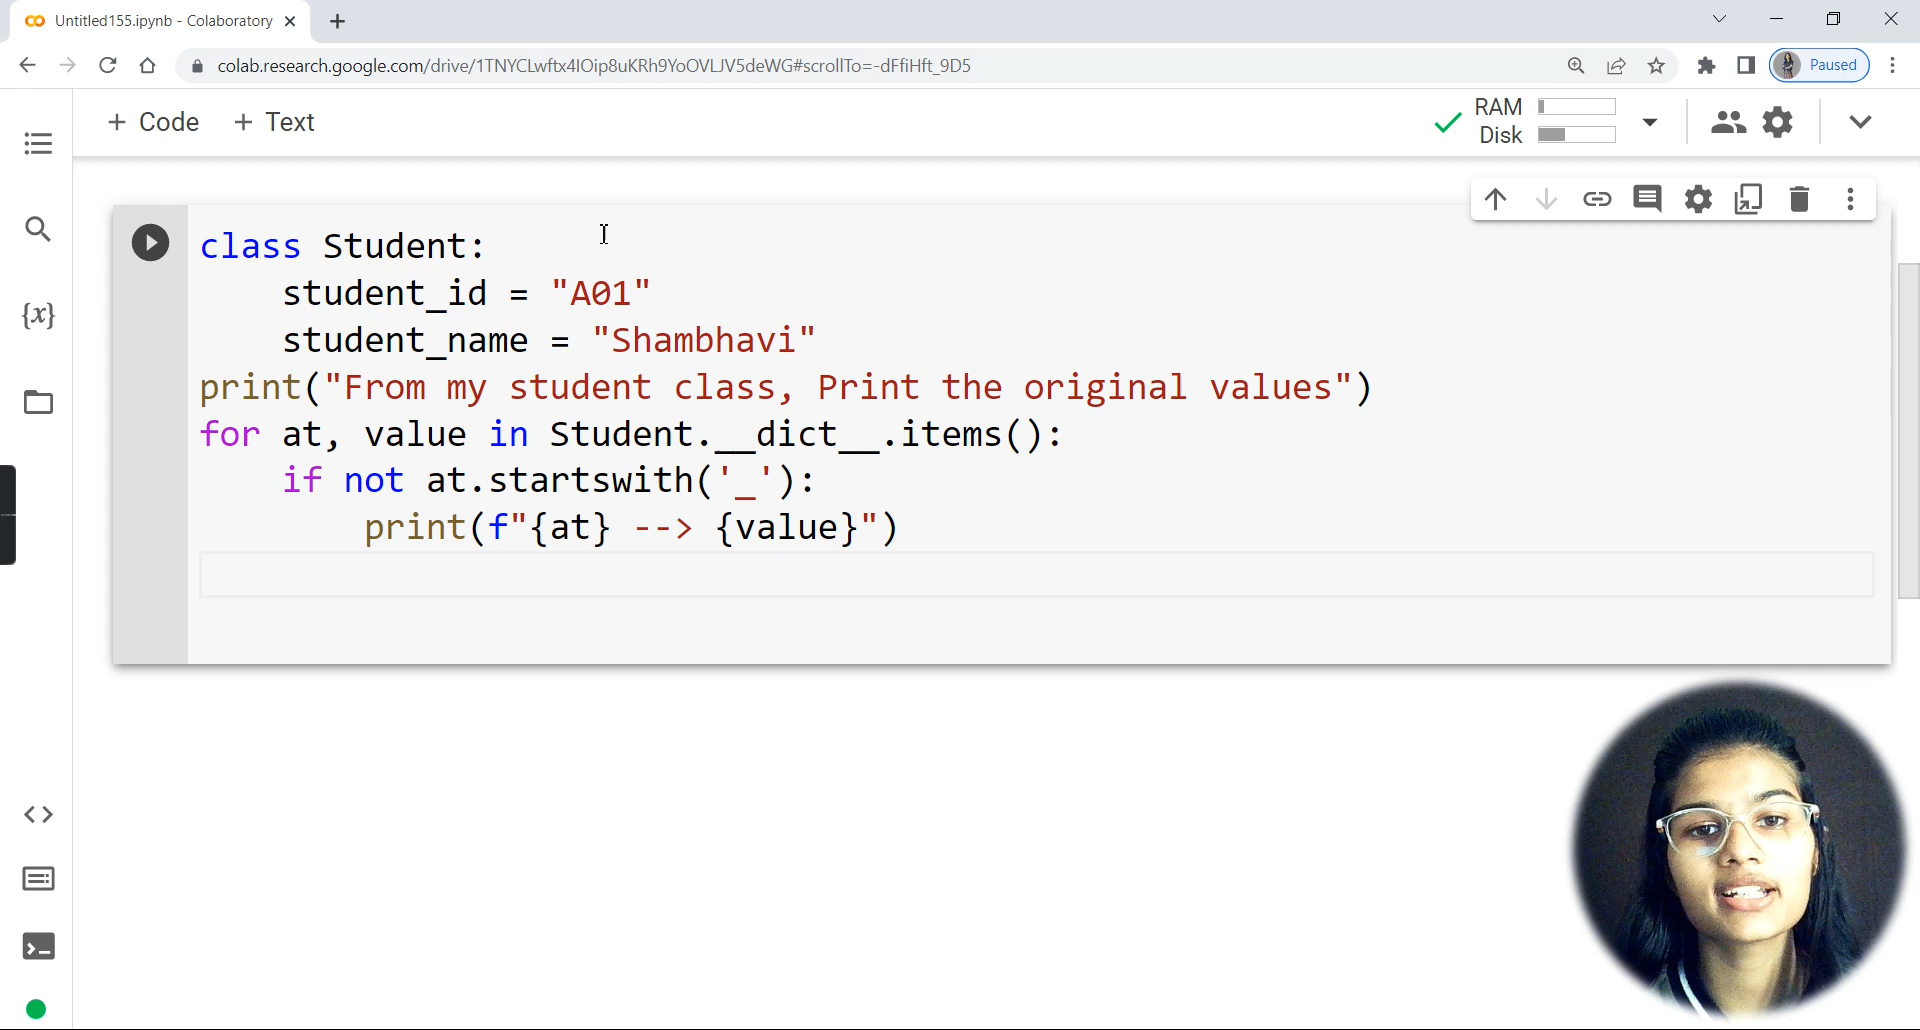 Untitled155.ipynb - Colaboratory
colab.research.google.com/drive/1TNYCLwftx4IOip8uKRh9YoOVLJV5deWG#scrollTo=-dFfiHft_9D5
Paused
+ Code + Text
RAM
Disk
{x}
class Student:
    student_id = "A01"
    student_name = "Shambhavi"
print("From my student class, Print the original values")
for at, value in Student.__dict__.items():
    if not at.startswith('_'):
        print(f"{at} --> {value}")